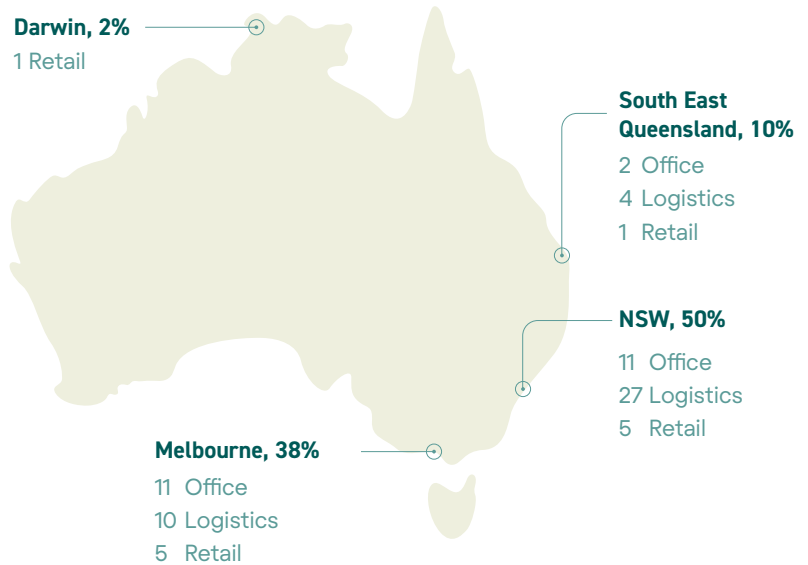 Darwin, 2%
1 Retail
South East
Queensland, 10%
2 Office
4 Logistics
1 Retail
NSW, 50%
11 Office
27 Logistics
5 Retail
Melbourne, 38%
11 Office
10 Logistics
5 Retail